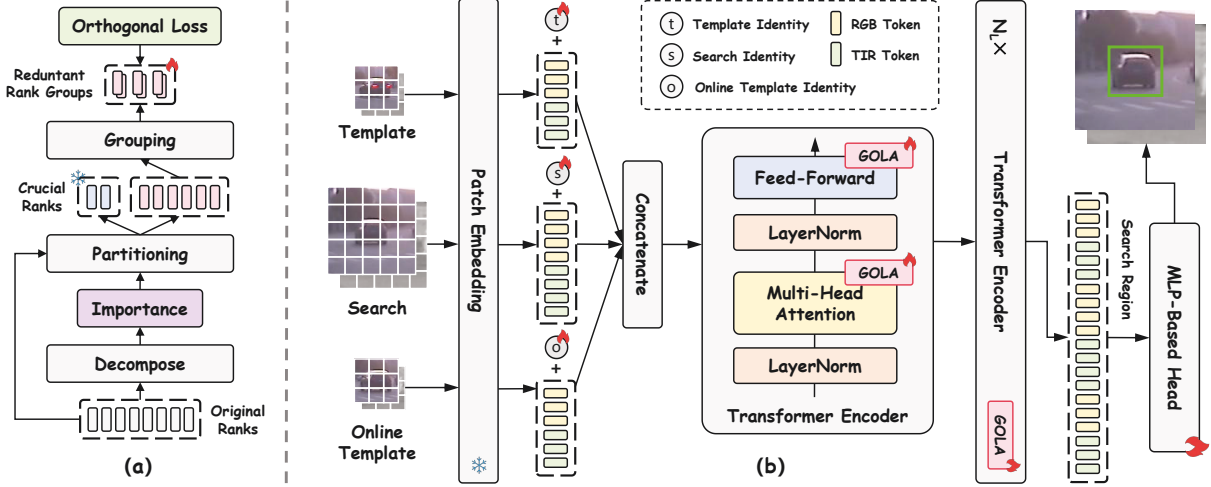 Orthogonal Loss
Reduntant
Rank Groups
Grouping
Crucial
Ranks
Partitioning
Importance
Decompose
Original
Ranks
(a)
Template
Search
Online
Template
Patch Embedding
t
+
s
+
o
+
t Template Identity
s Search Identity
o Online Template Identity
RGB Token
TIR Token
Concatenate
GOLA
Feed-Forward
LayerNorm
GOLA
Multi-Head
Attention
LayerNorm
Transformer Encoder
(b)
N_L×
Transformer Encoder
GOLA
Search Region
MLP-Based Head